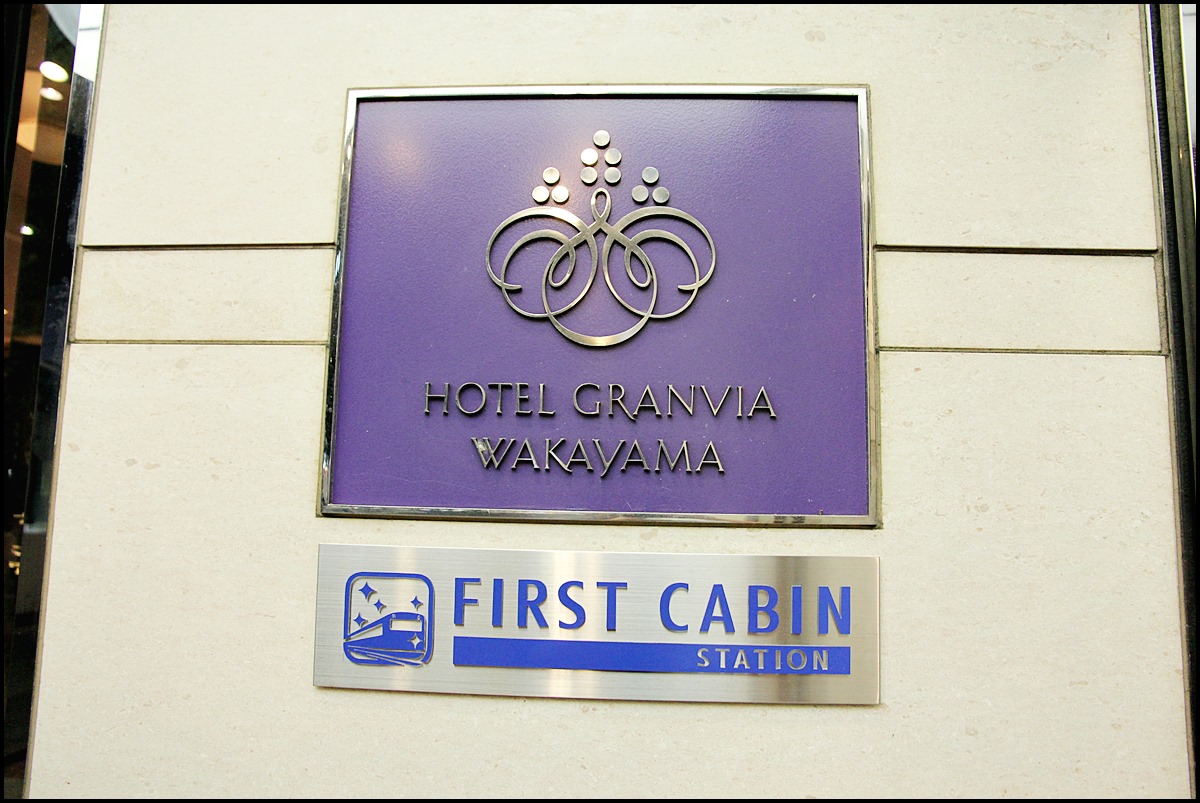 HOTEL GRANVIA
WAKAYAMA
FIRST CABIN
STATION